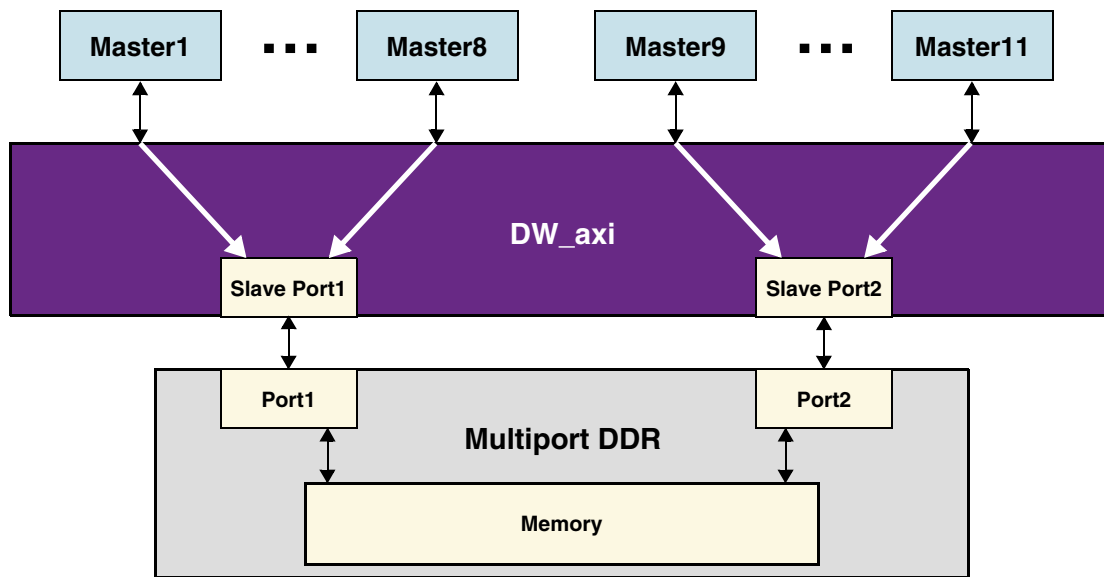 Master1
...
Master8
Master9
...
Master11
DW_axi
Slave Port1
Slave Port2
Port1
Port2
Multiport DDR
Memory